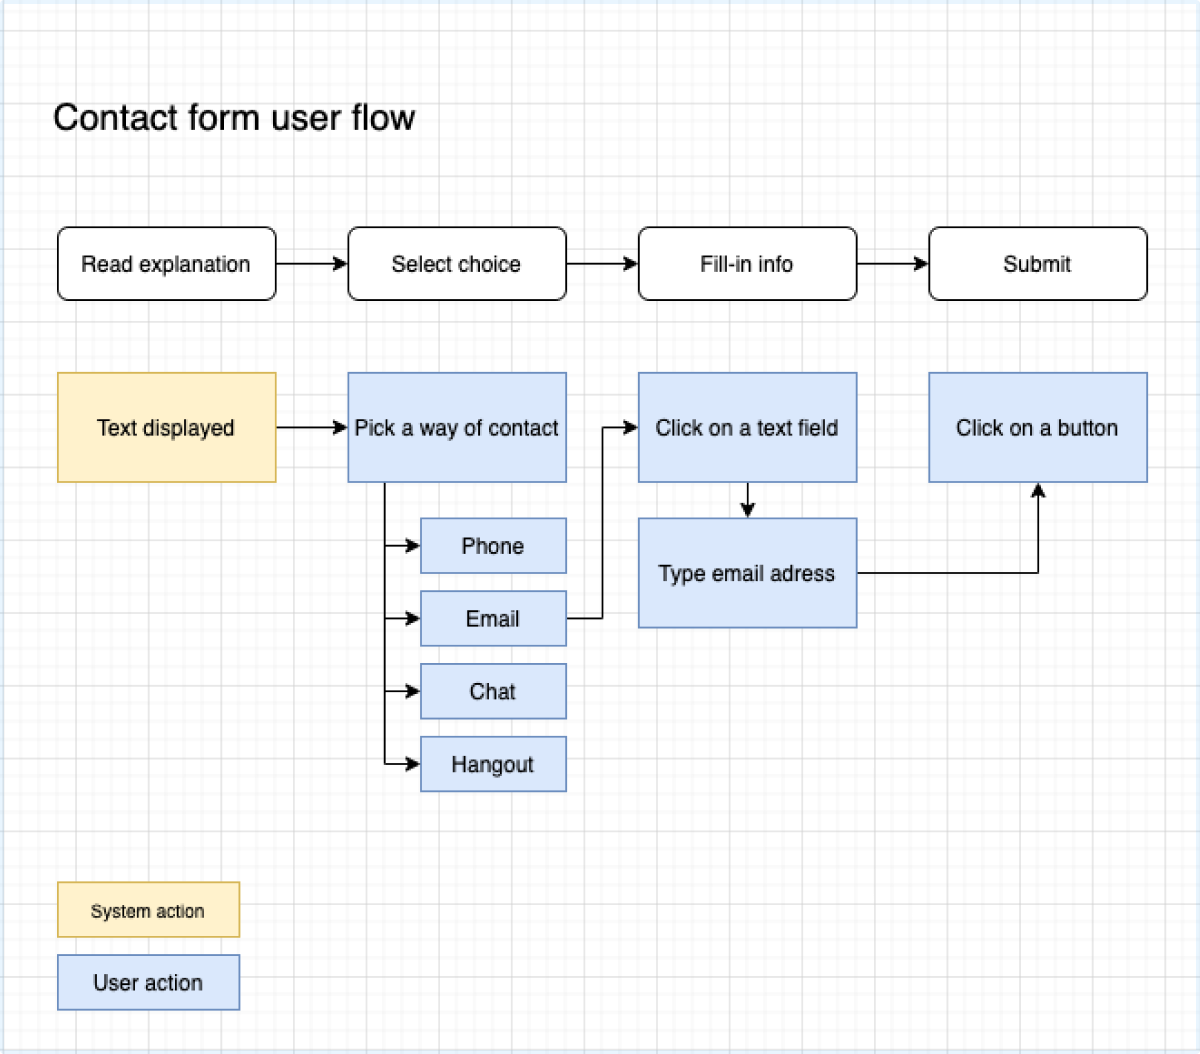 Contact form user flow
Read explanation
Select choice
Fill-in info
Submit
Text displayed
Pick a way of contact
Click on a text field
Click on a button
Phone
Type email adress
Email
Chat
Hangout
System action
User action